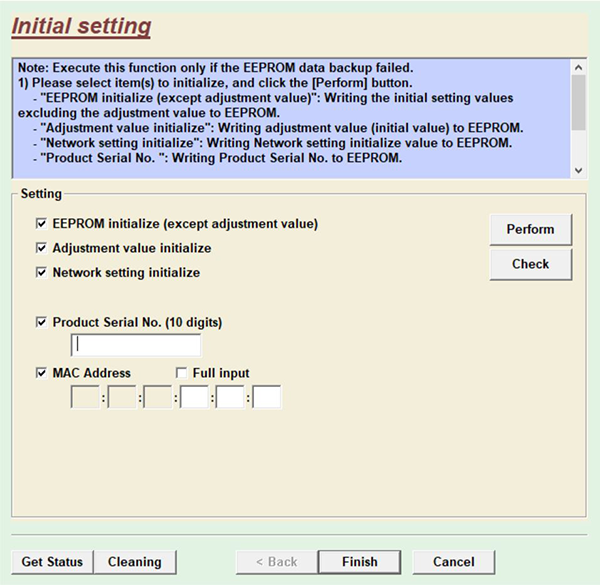 Initial setting
Note: Execute this function only if the EEPROM data backup failed.
1) Please select item(s) to initialize, and click the [Perform] button.
- "EEPROM initialize (except adjustment value)": Writing the initial setting values
excluding the adjustment value to EEPROM.
- "Adjustment value initialize": Writing adjustment value (initial value) to EEPROM.
- "Network setting initialize": Writing Network setting initialize value to EEPROM.
- "Product Serial No. ": Writing Product Serial No. to EEPROM.
Setting
EEPROM initialize (except adjustment value)
Perform
Adjustment value initialize
Check
Network setting initialize
Product Serial No. (10 digits)
MAC Address Full input
: : : : :
Get Status Cleaning < Back Finish Cancel